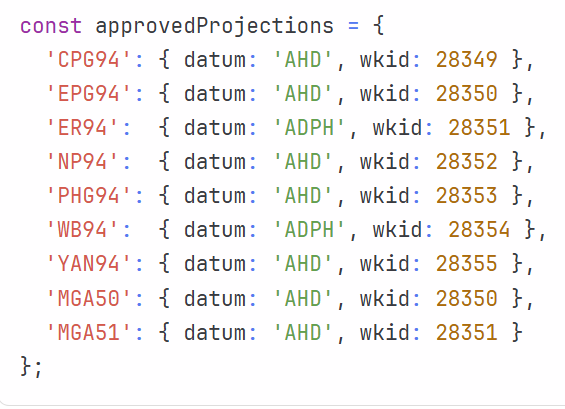 const approvedProjections = {
  'CPG94': { datum: 'AHD', wkid: 28349 },
  'EPG94': { datum: 'AHD', wkid: 28350 },
  'ER94':  { datum: 'ADPH', wkid: 28351 },
  'NP94':  { datum: 'AHD', wkid: 28352 },
  'PHG94': { datum: 'AHD', wkid: 28353 },
  'WB94':  { datum: 'ADPH', wkid: 28354 },
  'YAN94': { datum: 'AHD', wkid: 28355 },
  'MGA50': { datum: 'AHD', wkid: 28350 },
  'MGA51': { datum: 'AHD', wkid: 28351 }
};